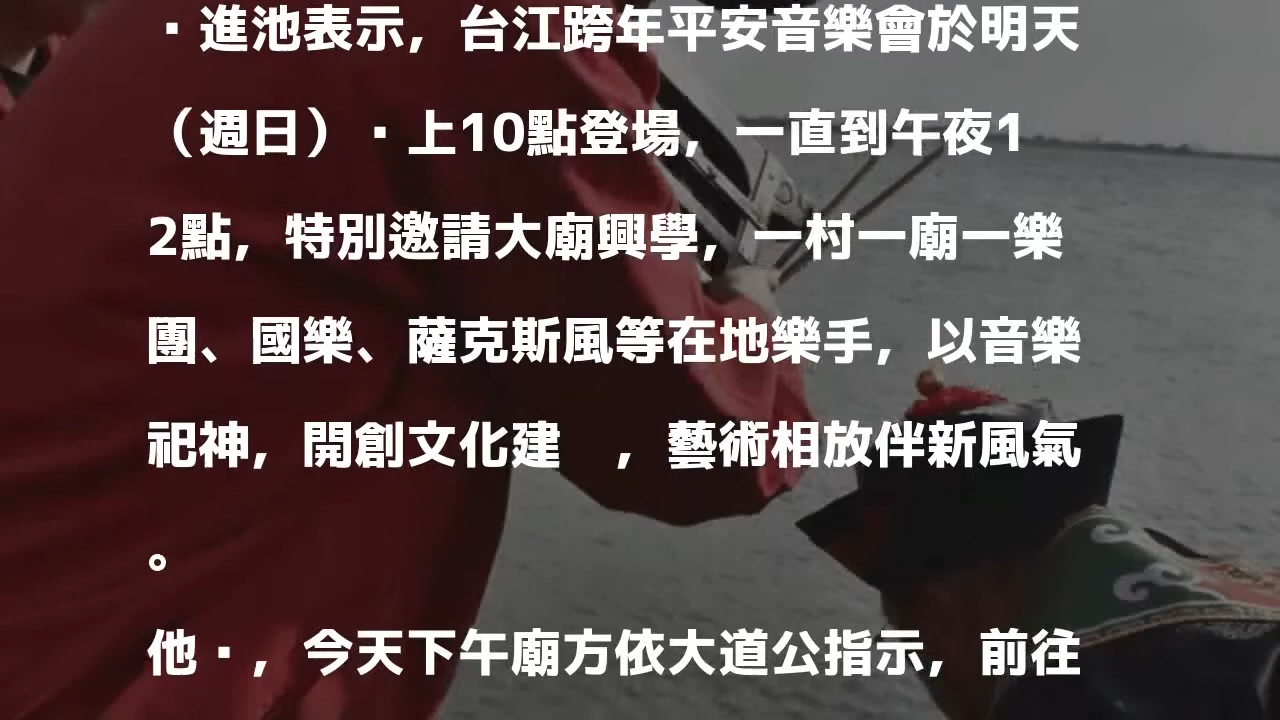 ▪進池表示，台江跨年平安音樂會於明天
（週日）▪上10點登場，一直到午夜1
2點，特別邀請大廟興學，一村一廟一樂
團、國樂、薩克斯風等在地樂手，以音樂
祀神，開創文化建　，藝術相放伴新風氣
。
他▪，今天下午廟方依大道公指示，前往